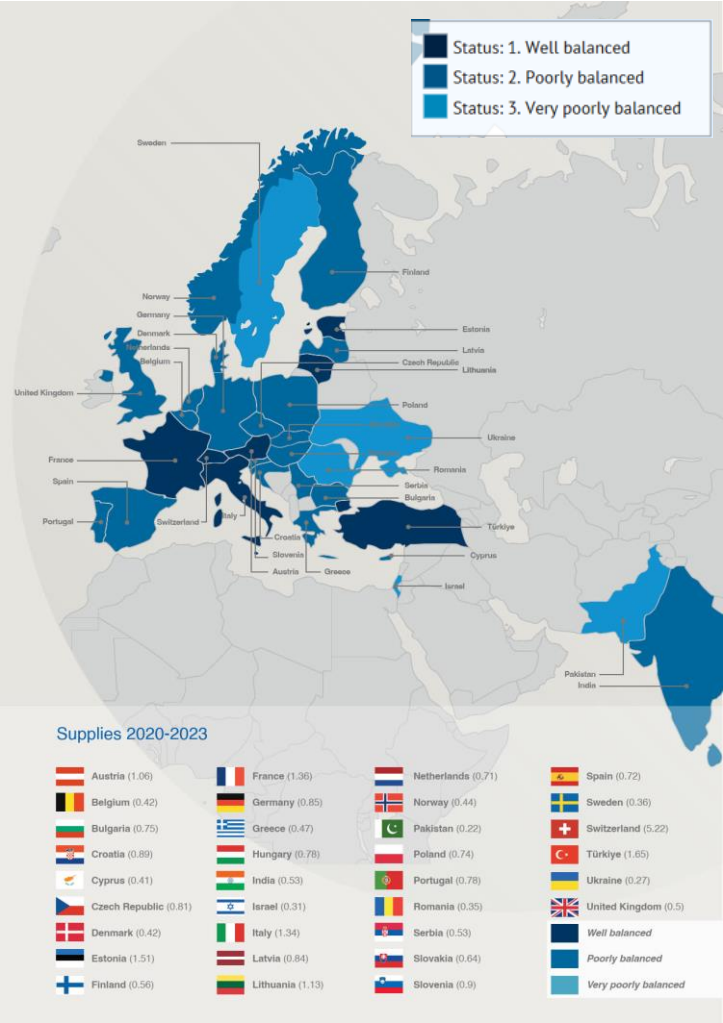 Status: 1. Well balanced
Status: 2. Poorly balanced
Status: 3. Very poorly balanced
Sweden
Finland
Norway
Germany
Estonia
Denmark
Netherlands
Latvia
Belgium
Czech Republic
Lithuania
United Kingdom
Poland
Ukraine
France
Romania
Spain
Serbia
Bulgaria
Portugal
Switzerland
Italy
Türkiye
Croatia
Slovenia
Cyprus
Austria
Greece
Israel
Pakistan
India
Supplies 2020-2023
Austria (1.06)
Belgium (0.42)
Bulgaria (0.75)
Croatia (0.89)
Cyprus (0.41)
Czech Republic (0.81)
Denmark (0.42)
Estonia (1.51)
Finland (0.56)
France (1.36)
Germany (0.85)
Greece (0.47)
Hungary (0.78)
India (0.53)
Israel (0.31)
Italy (1.34)
Latvia (0.84)
Lithuania (1.13)
Netherlands (0.71)
Norway (0.44)
Pakistan (0.22)
Poland (0.74)
Portugal (0.78)
Romania (0.35)
Serbia (0.53)
Slovakia (0.64)
Slovenia (0.9)
Spain (0.72)
Sweden (0.36)
Switzerland (5.22)
Türkiye (1.65)
Ukraine (0.27)
United Kingdom (0.5)
Well balanced
Poorly balanced
Very poorly balanced